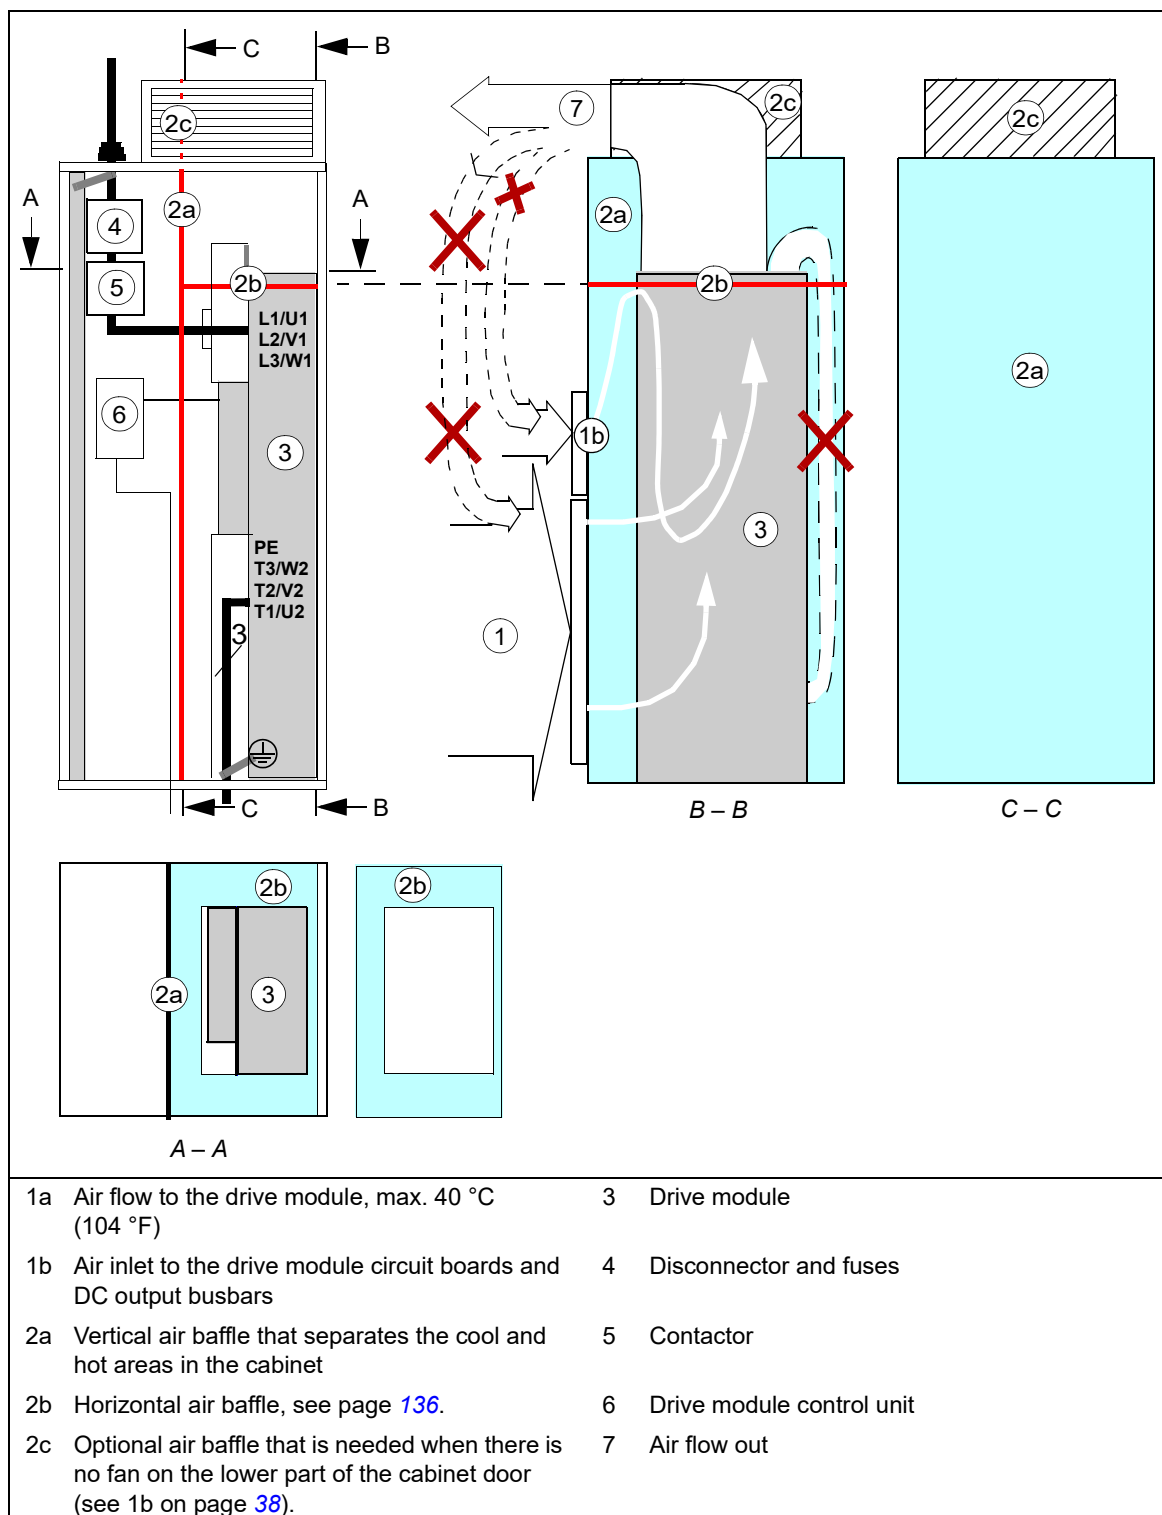 C
B
2c
7
2c
2c
A
A
4
2a
2a
5
2b
2b
L1/U1
L2/V1
L3/W1
2a
6
1b
3
3
PE
T3/W2
T2/V2
T1/U2
3
1
C
B
B – B
C – C
2b
2b
2a
3
A – A
1a Air flow to the drive module, max. 40 °C
(104 °F)
3 Drive module
1b Air inlet to the drive module circuit boards and
DC output busbars
4 Disconnector and fuses
2a Vertical air baffle that separates the cool and
hot areas in the cabinet
5 Contactor
2b Horizontal air baffle, see page 136.
6 Drive module control unit
2c Optional air baffle that is needed when there is
no fan on the lower part of the cabinet door
(see 1b on page 38).
7 Air flow out